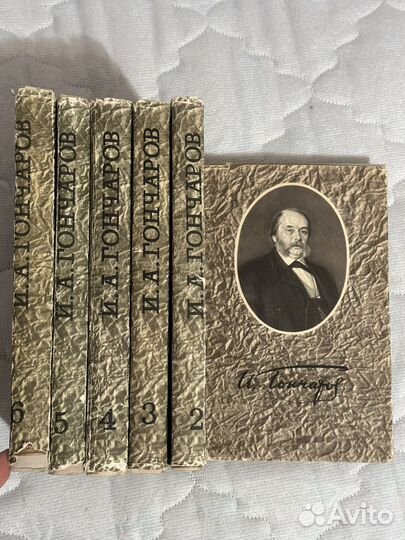 И. А. ГОНЧАРОВ
6
И. А. ГОНЧАРОВ
5
И. А. ГОНЧАРОВ
4
И. А. ГОНЧАРОВ
3
И. А. ГОНЧАРОВ
2
И. Гончаров
Avito